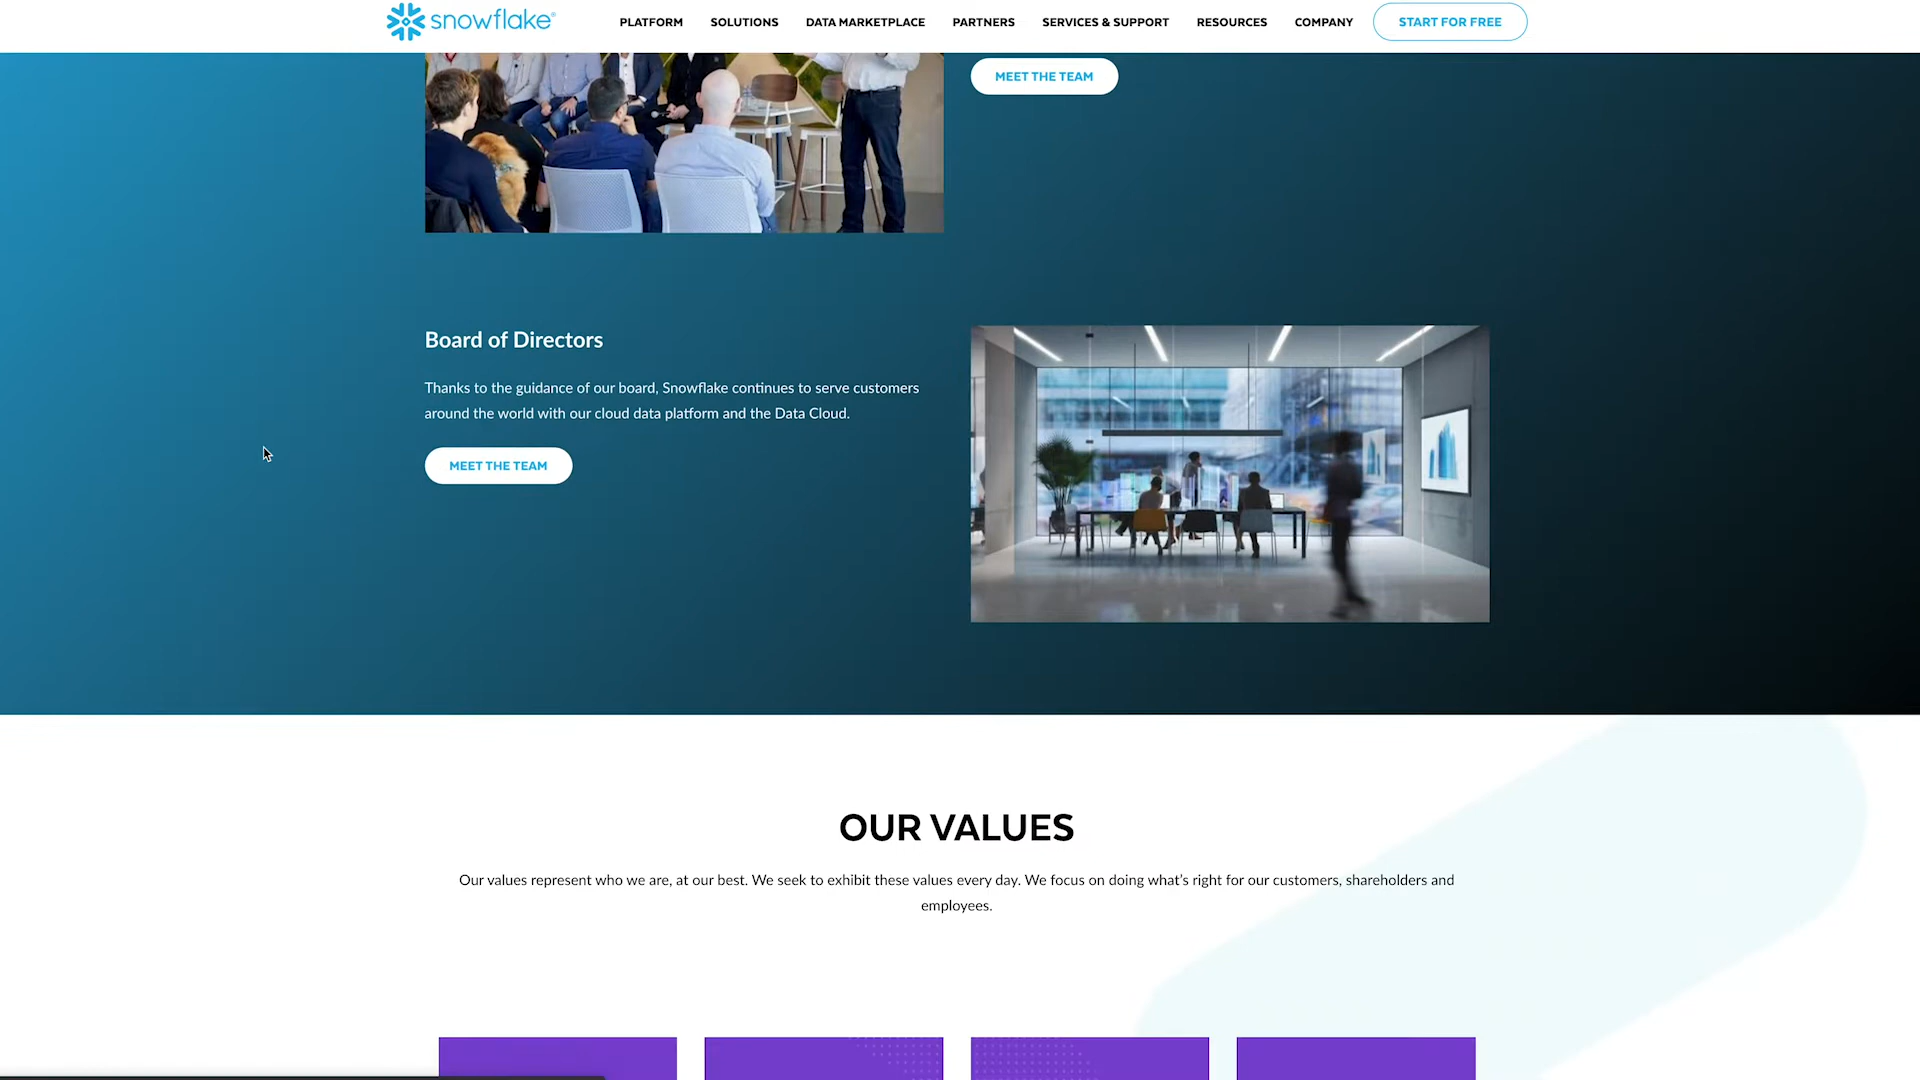 snowflake®
PLATFORM
SOLUTIONS
DATA MARKETPLACE
PARTNERS
SERVICES & SUPPORT
RESOURCES
COMPANY
START FOR FREE
MEET THE TEAM
Board of Directors
Thanks to the guidance of our board, Snowflake continues to serve customers
around the world with our cloud data platform and the Data Cloud.
MEET THE TEAM
OUR VALUES
Our values represent who we are, at our best. We seek to exhibit these values every day. We focus on doing what's right for our customers, shareholders and
employees.